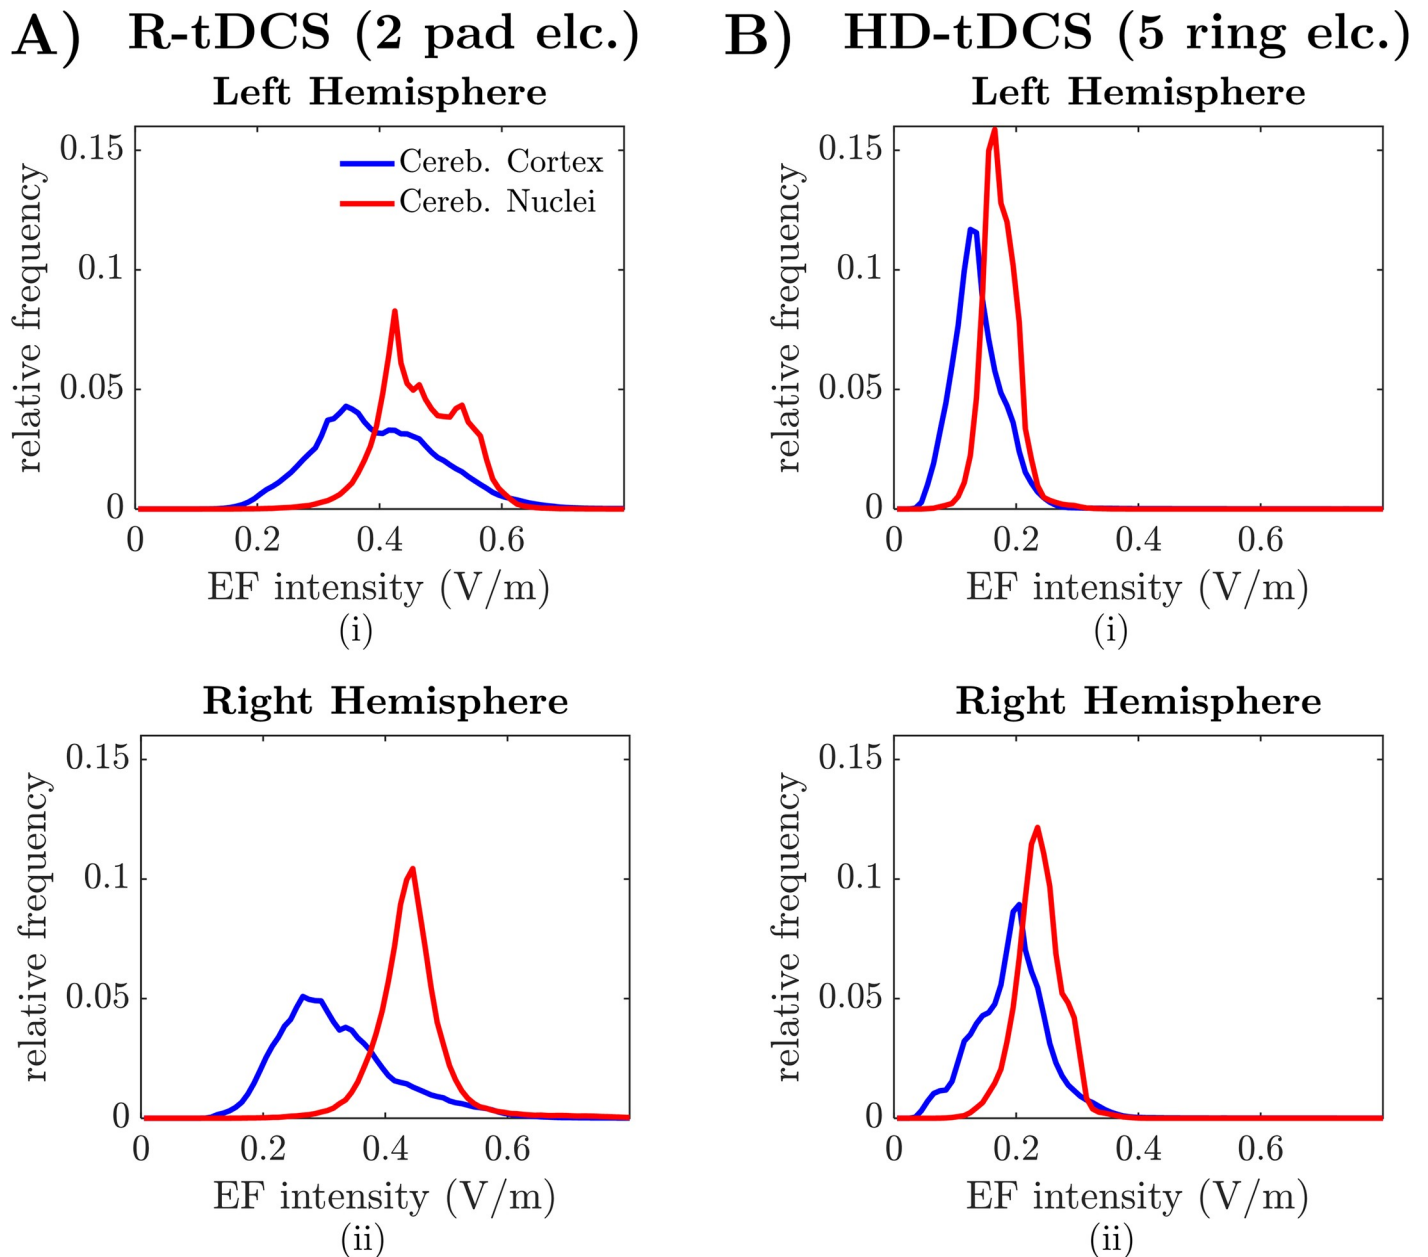 A) R-tDCS (2 pad elc.)
Left Hemisphere
0.15
0.1
0.05
0
relative frequency
Cereb. Cortex
Cereb. Nuclei
0 0.2 0.4 0.6
EF intensity (V/m)
(i)
Right Hemisphere
0.15
0.1
0.05
0
relative frequency
0 0.2 0.4 0.6
EF intensity (V/m)
(ii)
B) HD-tDCS (5 ring elc.)
Left Hemisphere
0.15
0.1
0.05
0
relative frequency
0 0.2 0.4 0.6
EF intensity (V/m)
(i)
Right Hemisphere
0.15
0.1
0.05
0
relative frequency
0 0.2 0.4 0.6
EF intensity (V/m)
(ii)